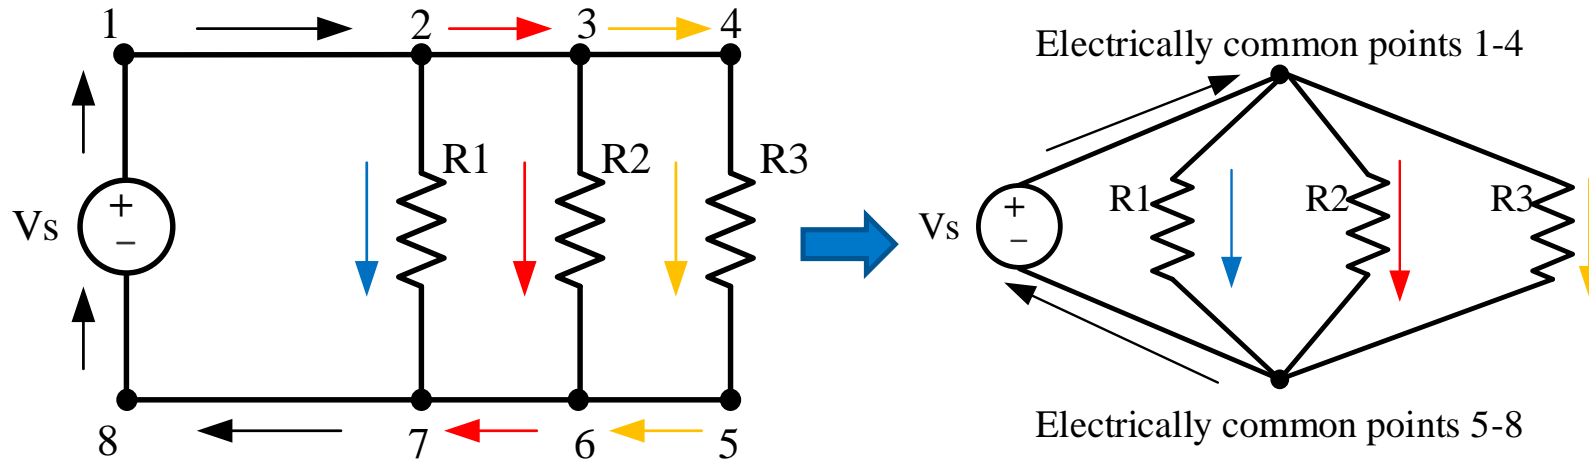 1 2 3 4
Electrically common points 1-4
R1 R2 R3
Vs + −
R1 R2 R3
Vs + −
8 7 6 5
Electrically common points 5-8